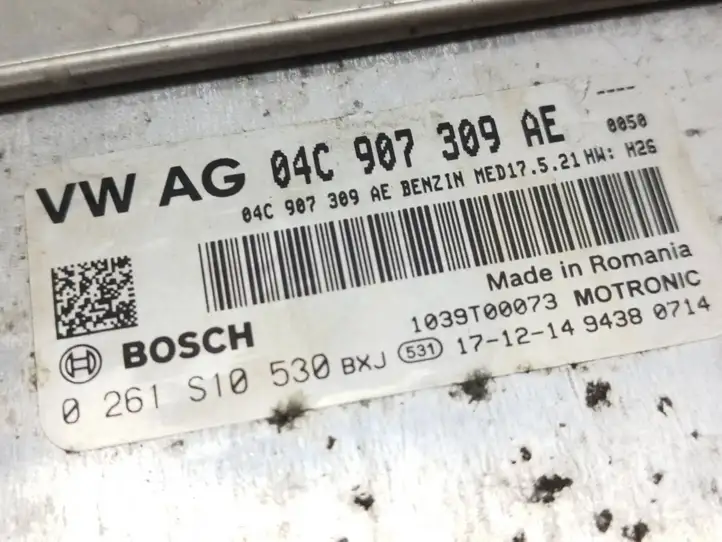 VW AG 04C 907 309 AE
----
0050
04C 907 309 AE BENZIN MED17.5.21 HW: H26
Made in Romania
1039T00073 MOTRONIC
BOSCH
0 261 S10 530 BXJ 531 17-12-14 9438 0714